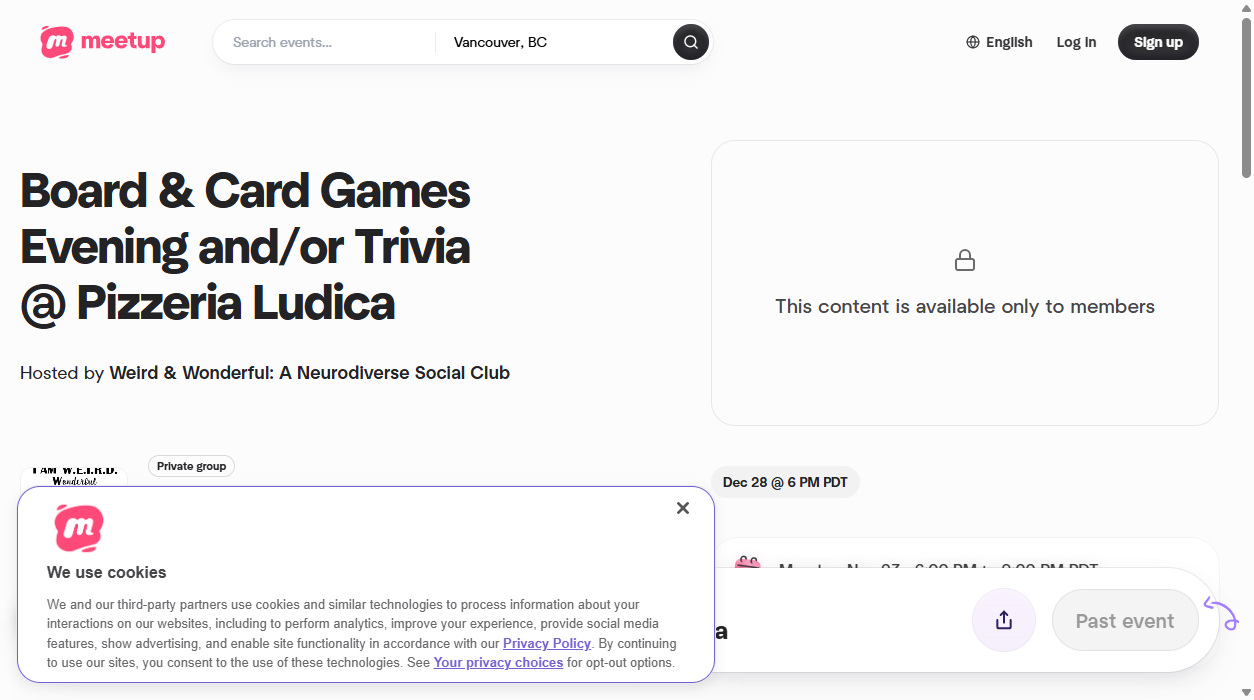 meetup
Search events...
Vancouver, BC
English
Log in
Sign up
Board & Card Games
Evening and/or Trivia
@ Pizzeria Ludica
This content is available only to members
Hosted by Weird & Wonderful: A Neurodiverse Social Club
I AM W.E.I.R.D.
Wonderful
Private group
Dec 28 @ 6 PM PDT
m
We use cookies
We and our third-party partners use cookies and similar technologies to process information about your
interactions on our websites, including to perform analytics, improve your experience, provide social media
features, show advertising, and enable site functionality in accordance with our Privacy Policy. By continuing
to use our sites, you consent to the use of these technologies. See Your privacy choices for opt-out options.
a
Past event